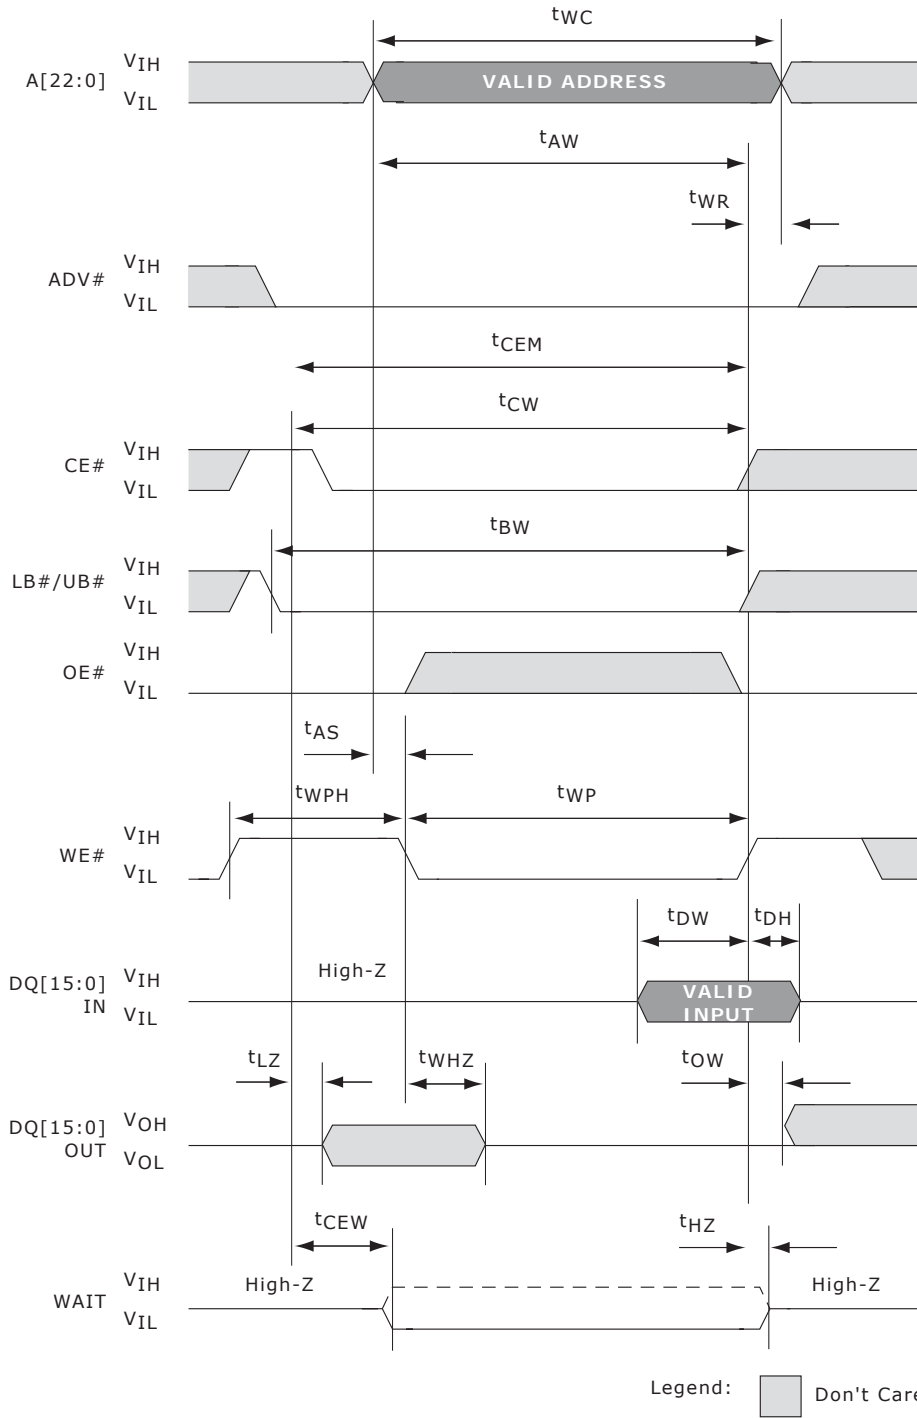 tWC
A[22:0] VIH VALID ADDRESS
VIL
tAW
tWR
ADV# VIH
VIL
tCEM
tCW
CE# VIH
VIL
tBW
LB#/UB# VIH
VIL
OE# VIH
VIL
tAS
tWPH tWP
WE# VIH
VIL
tDW tDH
DQ[15:0] VIH High-Z VALID
IN VIL INPUT
tLZ tWHZ tOW
DQ[15:0] VOH
OUT VOL
tCEW tHZ
WAIT VIH High-Z High-Z
VIL
Legend: Don't Care